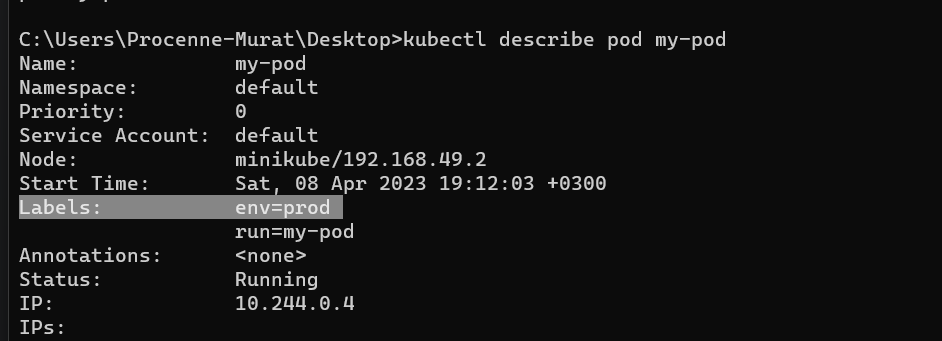 C:\Users\Procenne-Murat\Desktop>kubectl describe pod my-pod
Name:             my-pod
Namespace:        default
Priority:         0
Service Account:  default
Node:             minikube/192.168.49.2
Start Time:       Sat, 08 Apr 2023 19:12:03 +0300
Labels:           env=prod
                  run=my-pod
Annotations:      <none>
Status:           Running
IP:               10.244.0.4
IPs: